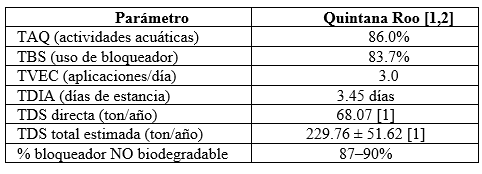 Parámetro Quintana Roo [1,2]
TAQ (actividades acuáticas) 86.0%
TBS (uso de bloqueador) 83.7%
TVEC (aplicaciones/día) 3.0
TDIA (días de estancia) 3.45 días
TDS directa (ton/año) 68.07 [1]
TDS total estimada (ton/año) 229.76 ± 51.62 [1]
% bloqueador NO biodegradable 87–90%